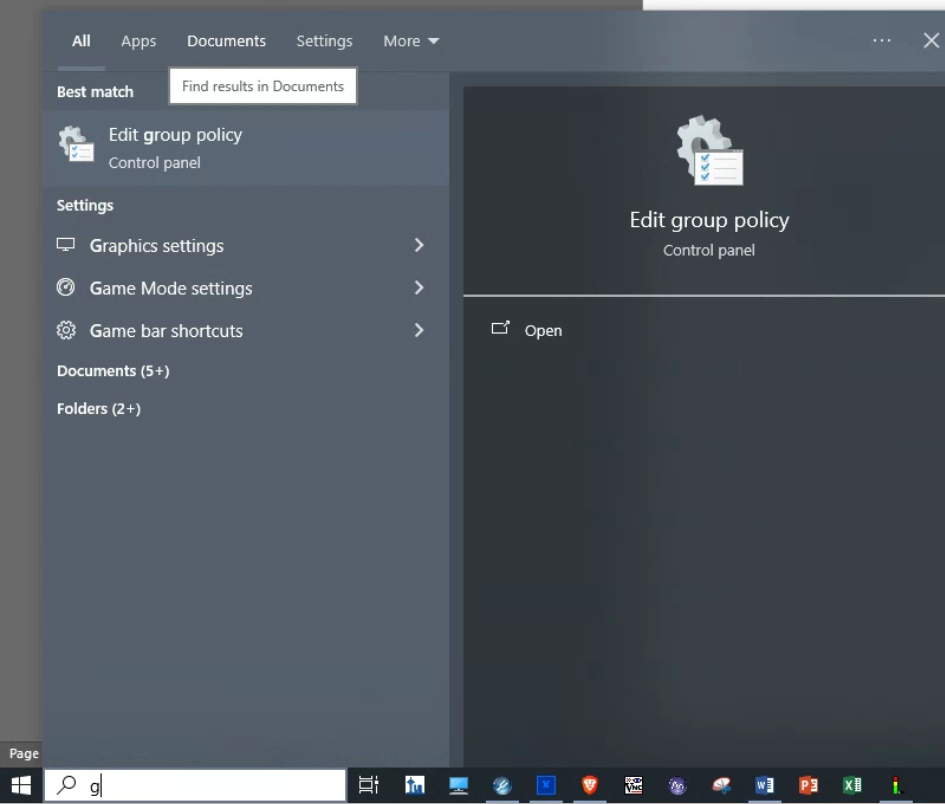 All Apps Documents Settings More
Find results in Documents
Best match
Edit group policy
Control panel
Settings
Graphics settings
Game Mode settings
Game bar shortcuts
Documents (5+)
Folders (2+)
Edit group policy
Control panel
Open
Page
g